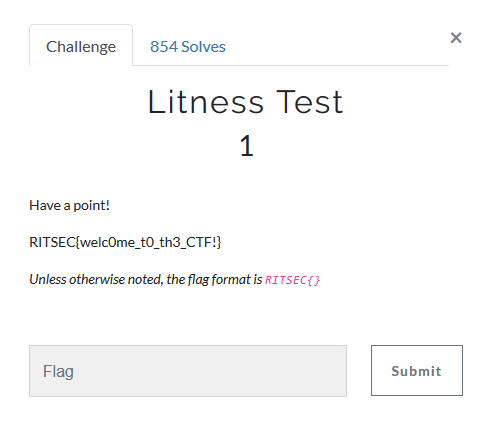 Challenge
854 Solves
×
Litness Test
1
Have a point!
RITSEC{welc0me_t0_th3_CTF!}
Unless otherwise noted, the flag format is RITSEC{}
Flag
Submit